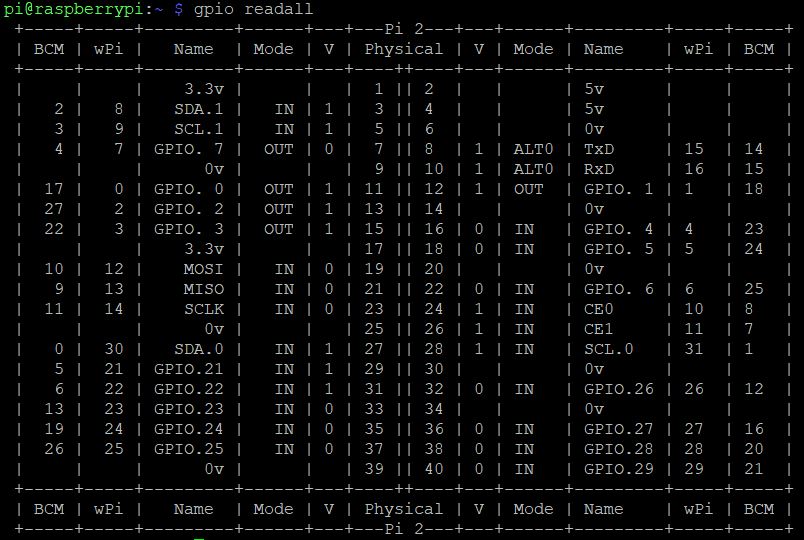 pi@raspberrypi:~ $ gpio readall
 +-----+-----+---------+------+---+---Pi 2---+---+------+---------+-----+-----+
 | BCM | wPi |   Name  | Mode | V | Physical | V | Mode | Name    | wPi | BCM |
 +-----+-----+---------+------+---+----++----+---+------+---------+-----+-----+
 |     |     |    3.3v |      |   |  1 || 2  |   |      | 5v      |     |     |
 |   2 |   8 |   SDA.1 |   IN | 1 |  3 || 4  |   |      | 5v      |     |     |
 |   3 |   9 |   SCL.1 |   IN | 1 |  5 || 6  |   |      | 0v      |     |     |
 |   4 |   7 | GPIO. 7 |  OUT | 0 |  7 || 8  | 1 | ALT0 | TxD     | 15  | 14  |
 |     |     |      0v |      |   |  9 || 10 | 1 | ALT0 | RxD     | 16  | 15  |
 |  17 |   0 | GPIO. 0 |  OUT | 1 | 11 || 12 | 1 | OUT  | GPIO. 1 | 1   | 18  |
 |  27 |   2 | GPIO. 2 |  OUT | 1 | 13 || 14 |   |      | 0v      |     |     |
 |  22 |   3 | GPIO. 3 |  OUT | 1 | 15 || 16 | 0 | IN   | GPIO. 4 | 4   | 23  |
 |     |     |    3.3v |      |   | 17 || 18 | 0 | IN   | GPIO. 5 | 5   | 24  |
 |  10 |  12 |    MOSI |   IN | 0 | 19 || 20 |   |      | 0v      |     |     |
 |   9 |  13 |    MISO |   IN | 0 | 21 || 22 | 0 | IN   | GPIO. 6 | 6   | 25  |
 |  11 |  14 |    SCLK |   IN | 0 | 23 || 24 | 1 | IN   | CE0     | 10  | 8   |
 |     |     |      0v |      |   | 25 || 26 | 1 | IN   | CE1     | 11  | 7   |
 |   0 |  30 |   SDA.0 |   IN | 1 | 27 || 28 | 1 | IN   | SCL.0   | 31  | 1   |
 |   5 |  21 | GPIO.21 |   IN | 1 | 29 || 30 |   |      | 0v      |     |     |
 |   6 |  22 | GPIO.22 |   IN | 1 | 31 || 32 | 0 | IN   | GPIO.26 | 26  | 12  |
 |  13 |  23 | GPIO.23 |   IN | 0 | 33 || 34 |   |      | 0v      |     |     |
 |  19 |  24 | GPIO.24 |   IN | 0 | 35 || 36 | 0 | IN   | GPIO.27 | 27  | 16  |
 |  26 |  25 | GPIO.25 |   IN | 0 | 37 || 38 | 0 | IN   | GPIO.28 | 28  | 20  |
 |     |     |      0v |      |   | 39 || 40 | 0 | IN   | GPIO.29 | 29  | 21  |
 +-----+-----+---------+------+---+----++----+---+------+---------+-----+-----+
 | BCM | wPi |   Name  | Mode | V | Physical | V | Mode | Name    | wPi | BCM |
 +-----+-----+---------+------+---+---Pi 2---+---+------+---------+-----+-----+